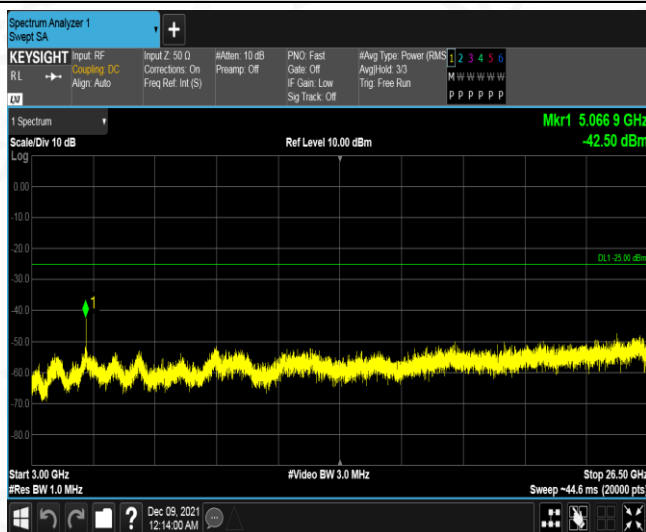 Spectrum Analyzer 1
Swept SA
+
KEYSIGHT
RL
LXI
Input: RF
Coupling: DC
Align: Auto
Input Z: 50 Ω
Corrections: On
Freq Ref: Int (S)
#Atten: 10 dB
Preamp: Off
PNO: Fast
Gate: Off
IF Gain: Low
Sig Track: Off
#Avg Type: Power (RMS
Avg|Hold: 3/3
Trig: Free Run
1 2 3 4 5 6
M W W W W W
P P P P P P
1 Spectrum
Mkr1 5.066 9 GHz
Scale/Div 10 dB
Ref Level 10.00 dBm
-42.50 dBm
Log
0.00
-10.0
-20.0
DL1 -25.00 dBm
-30.0
-40.0
1
-50.0
-60.0
-70.0
-80.0
Start 3.00 GHz
#Video BW 3.0 MHz
Stop 26.50 GHz
#Res BW 1.0 MHz
Sweep ~44.6 ms (20000 pts)
?
Dec 09, 2021
12:14:00 AM